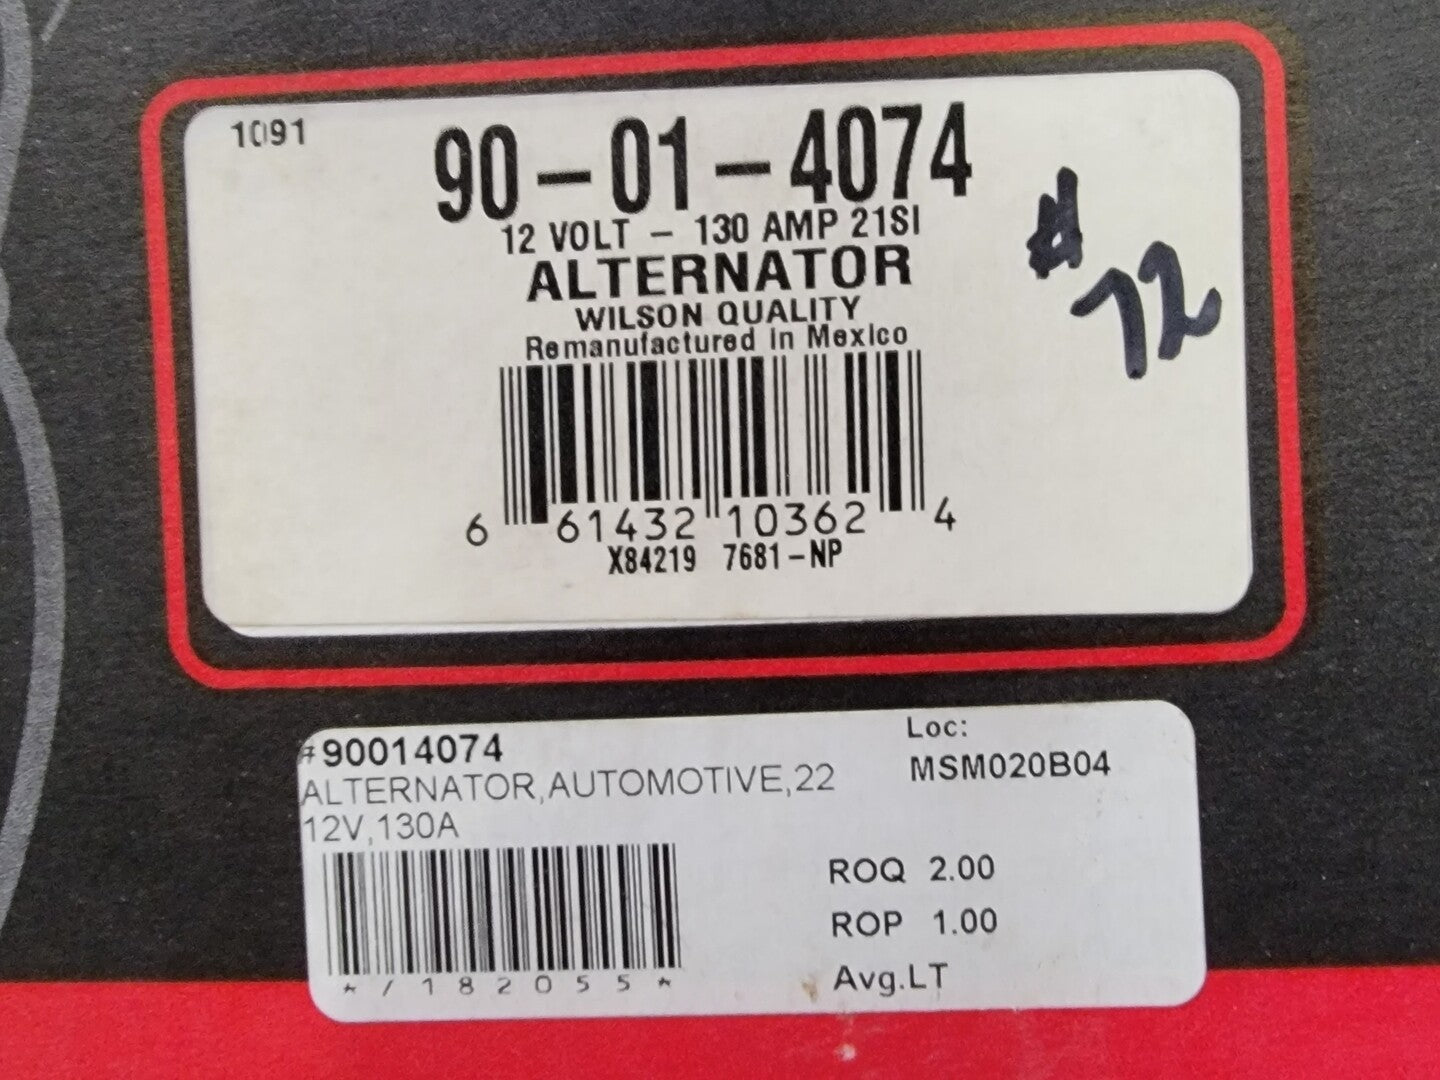 1091
90-01-4074
12 VOLT - 130 AMP 21SI
ALTERNATOR
WILSON QUALITY
Remanufactured in Mexico
6 61432 10362 4
X84219 7681-NP
#72
#90014074
ALTERNATOR,AUTOMOTIVE,22
12V,130A
*/182055*
Loc:
MSM020B04
ROQ 2.00
ROP 1.00
Avg.LT